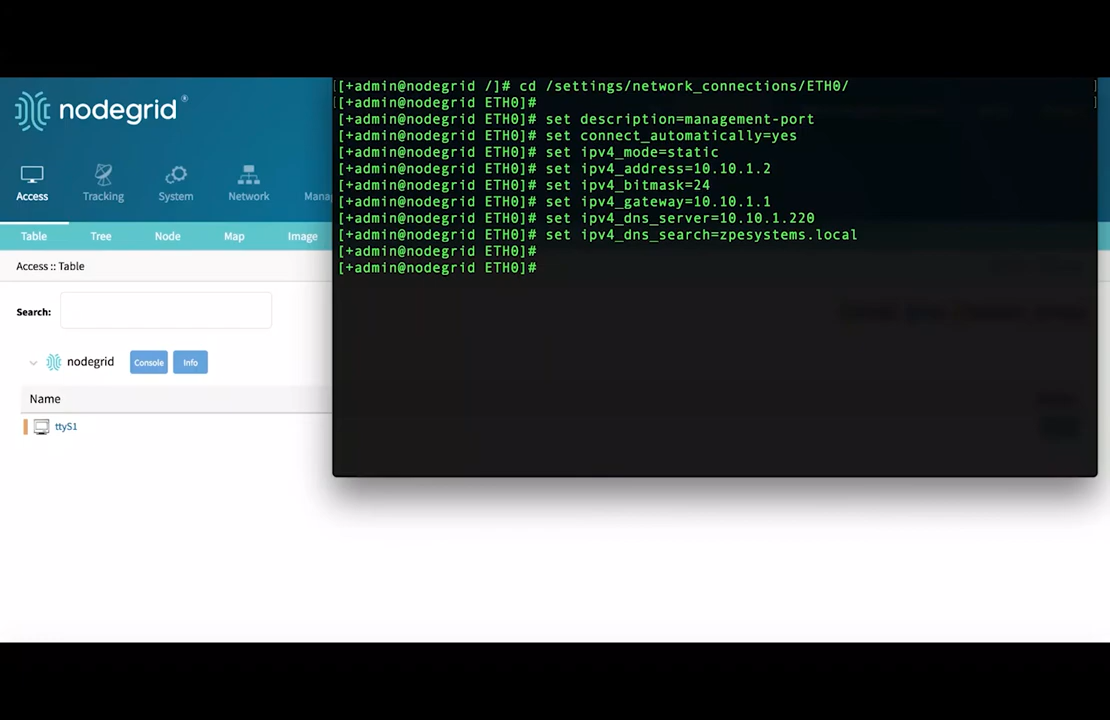 nodegrid®
Access
Tracking
System
Network
Mana
Table
Tree
Node
Map
Image
Access :: Table
Search:
nodegrid
Console
Info
Name
ttyS1
[+admin@nodegrid /]# cd /settings/network_connections/ETH0/
[+admin@nodegrid ETH0]#
[+admin@nodegrid ETH0]# set description=management-port
[+admin@nodegrid ETH0]# set connect_automatically=yes
[+admin@nodegrid ETH0]# set ipv4_mode=static
[+admin@nodegrid ETH0]# set ipv4_address=10.10.1.2
[+admin@nodegrid ETH0]# set ipv4_bitmask=24
[+admin@nodegrid ETH0]# set ipv4_gateway=10.10.1.1
[+admin@nodegrid ETH0]# set ipv4_dns_server=10.10.1.220
[+admin@nodegrid ETH0]# set ipv4_dns_search=zpesystems.local
[+admin@nodegrid ETH0]#
[+admin@nodegrid ETH0]#